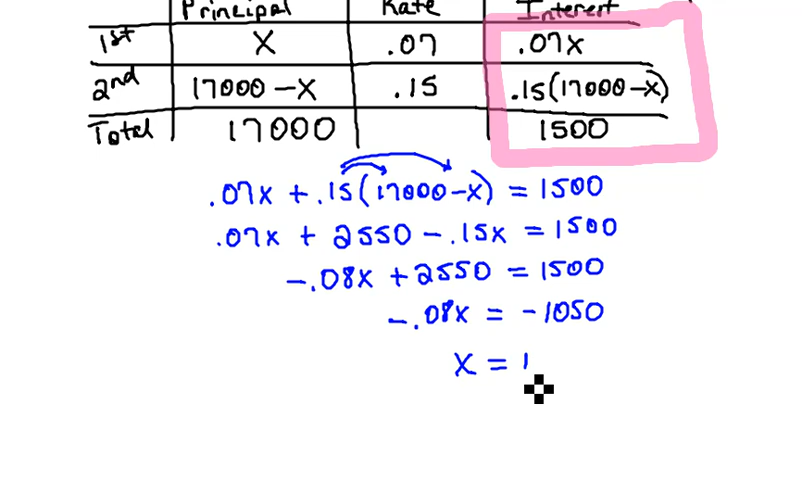 Principal Rate Interest
1st X .07 .07x
2nd 17000-X .15 .15(17000-x)
Total 17000 1500
.07x + .15(17000-x) = 1500
.07x + 2550 - .15x = 1500
-.08x + 2550 = 1500
-.08x = -1050
X = 1